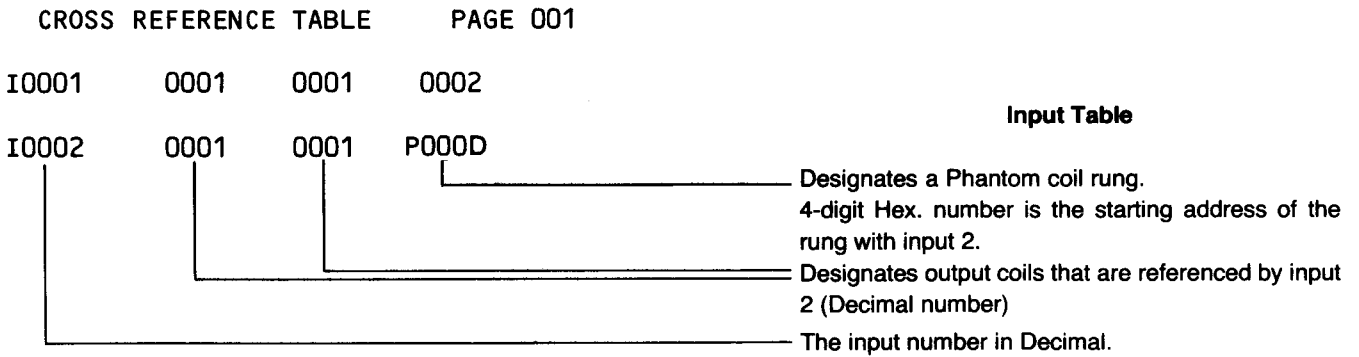 CROSS REFERENCE TABLE PAGE 001
I0001 0001 0001 0002
Input Table
I0002 0001 0001 P000D
Designates a Phantom coil rung.
4-digit Hex. number is the starting address of the
rung with input 2.
Designates output coils that are referenced by input
2 (Decimal number)
The input number in Decimal.